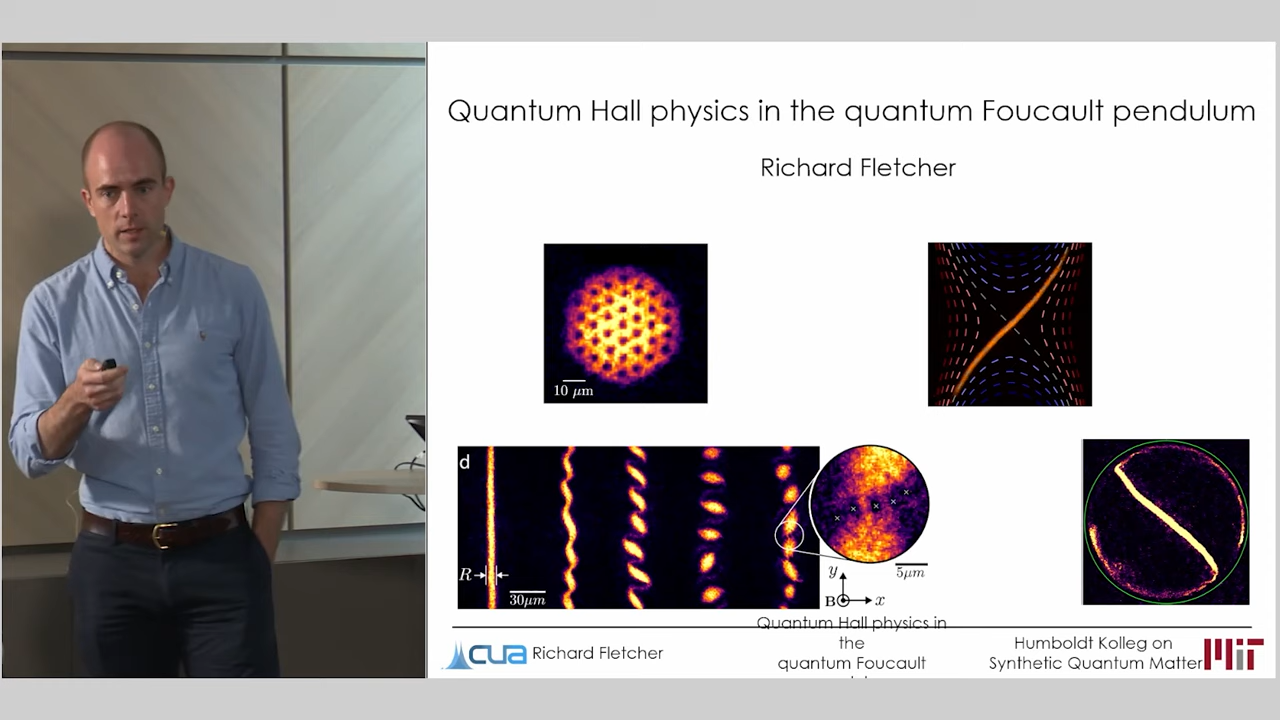 Quantum Hall physics in the quantum Foucault pendulum
Richard Fletcher
10 μm
d
R
30μm
y
B
x
5μm
Quantum Hall physics in
the
quantum Foucault
cua Richard Fletcher
Humboldt Kolleg on
Synthetic Quantum Matter
MIT